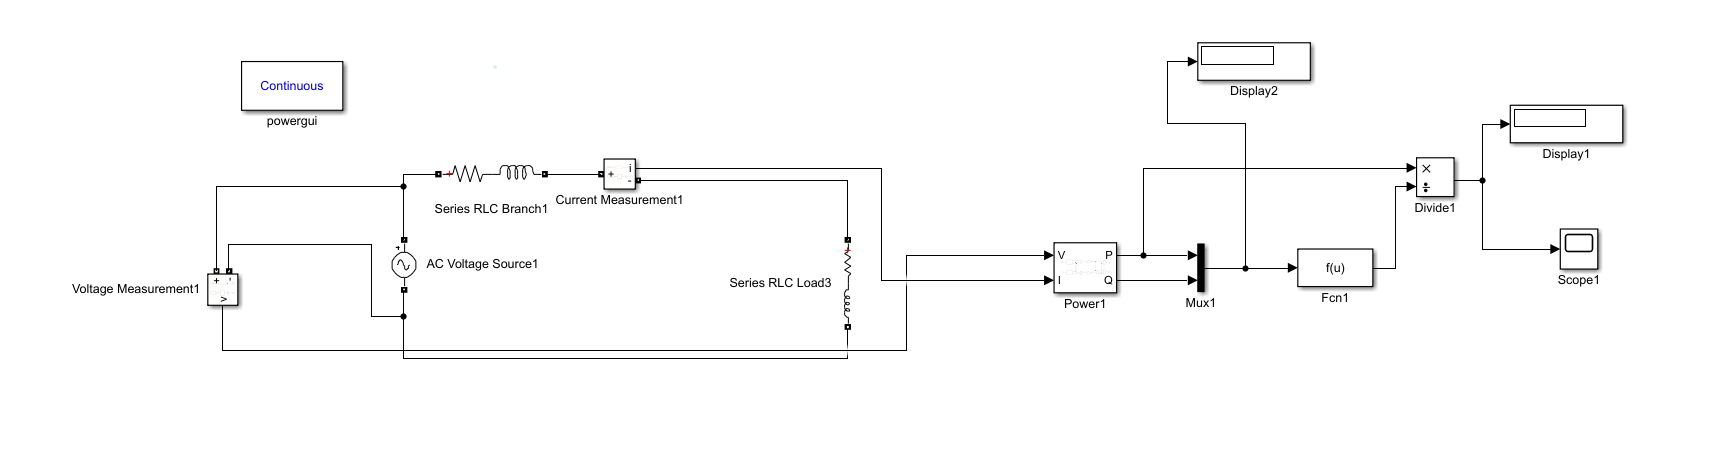 Continuous
powergui
Display2
Display1
i
+
-
×
÷
Divide1
Series RLC Branch1
Current Measurement1
+
AC Voltage Source1
V
P
I
Q
Power1
Mux1
f(u)
Fcn1
Scope1
+
-
v
Voltage Measurement1
Series RLC Load3